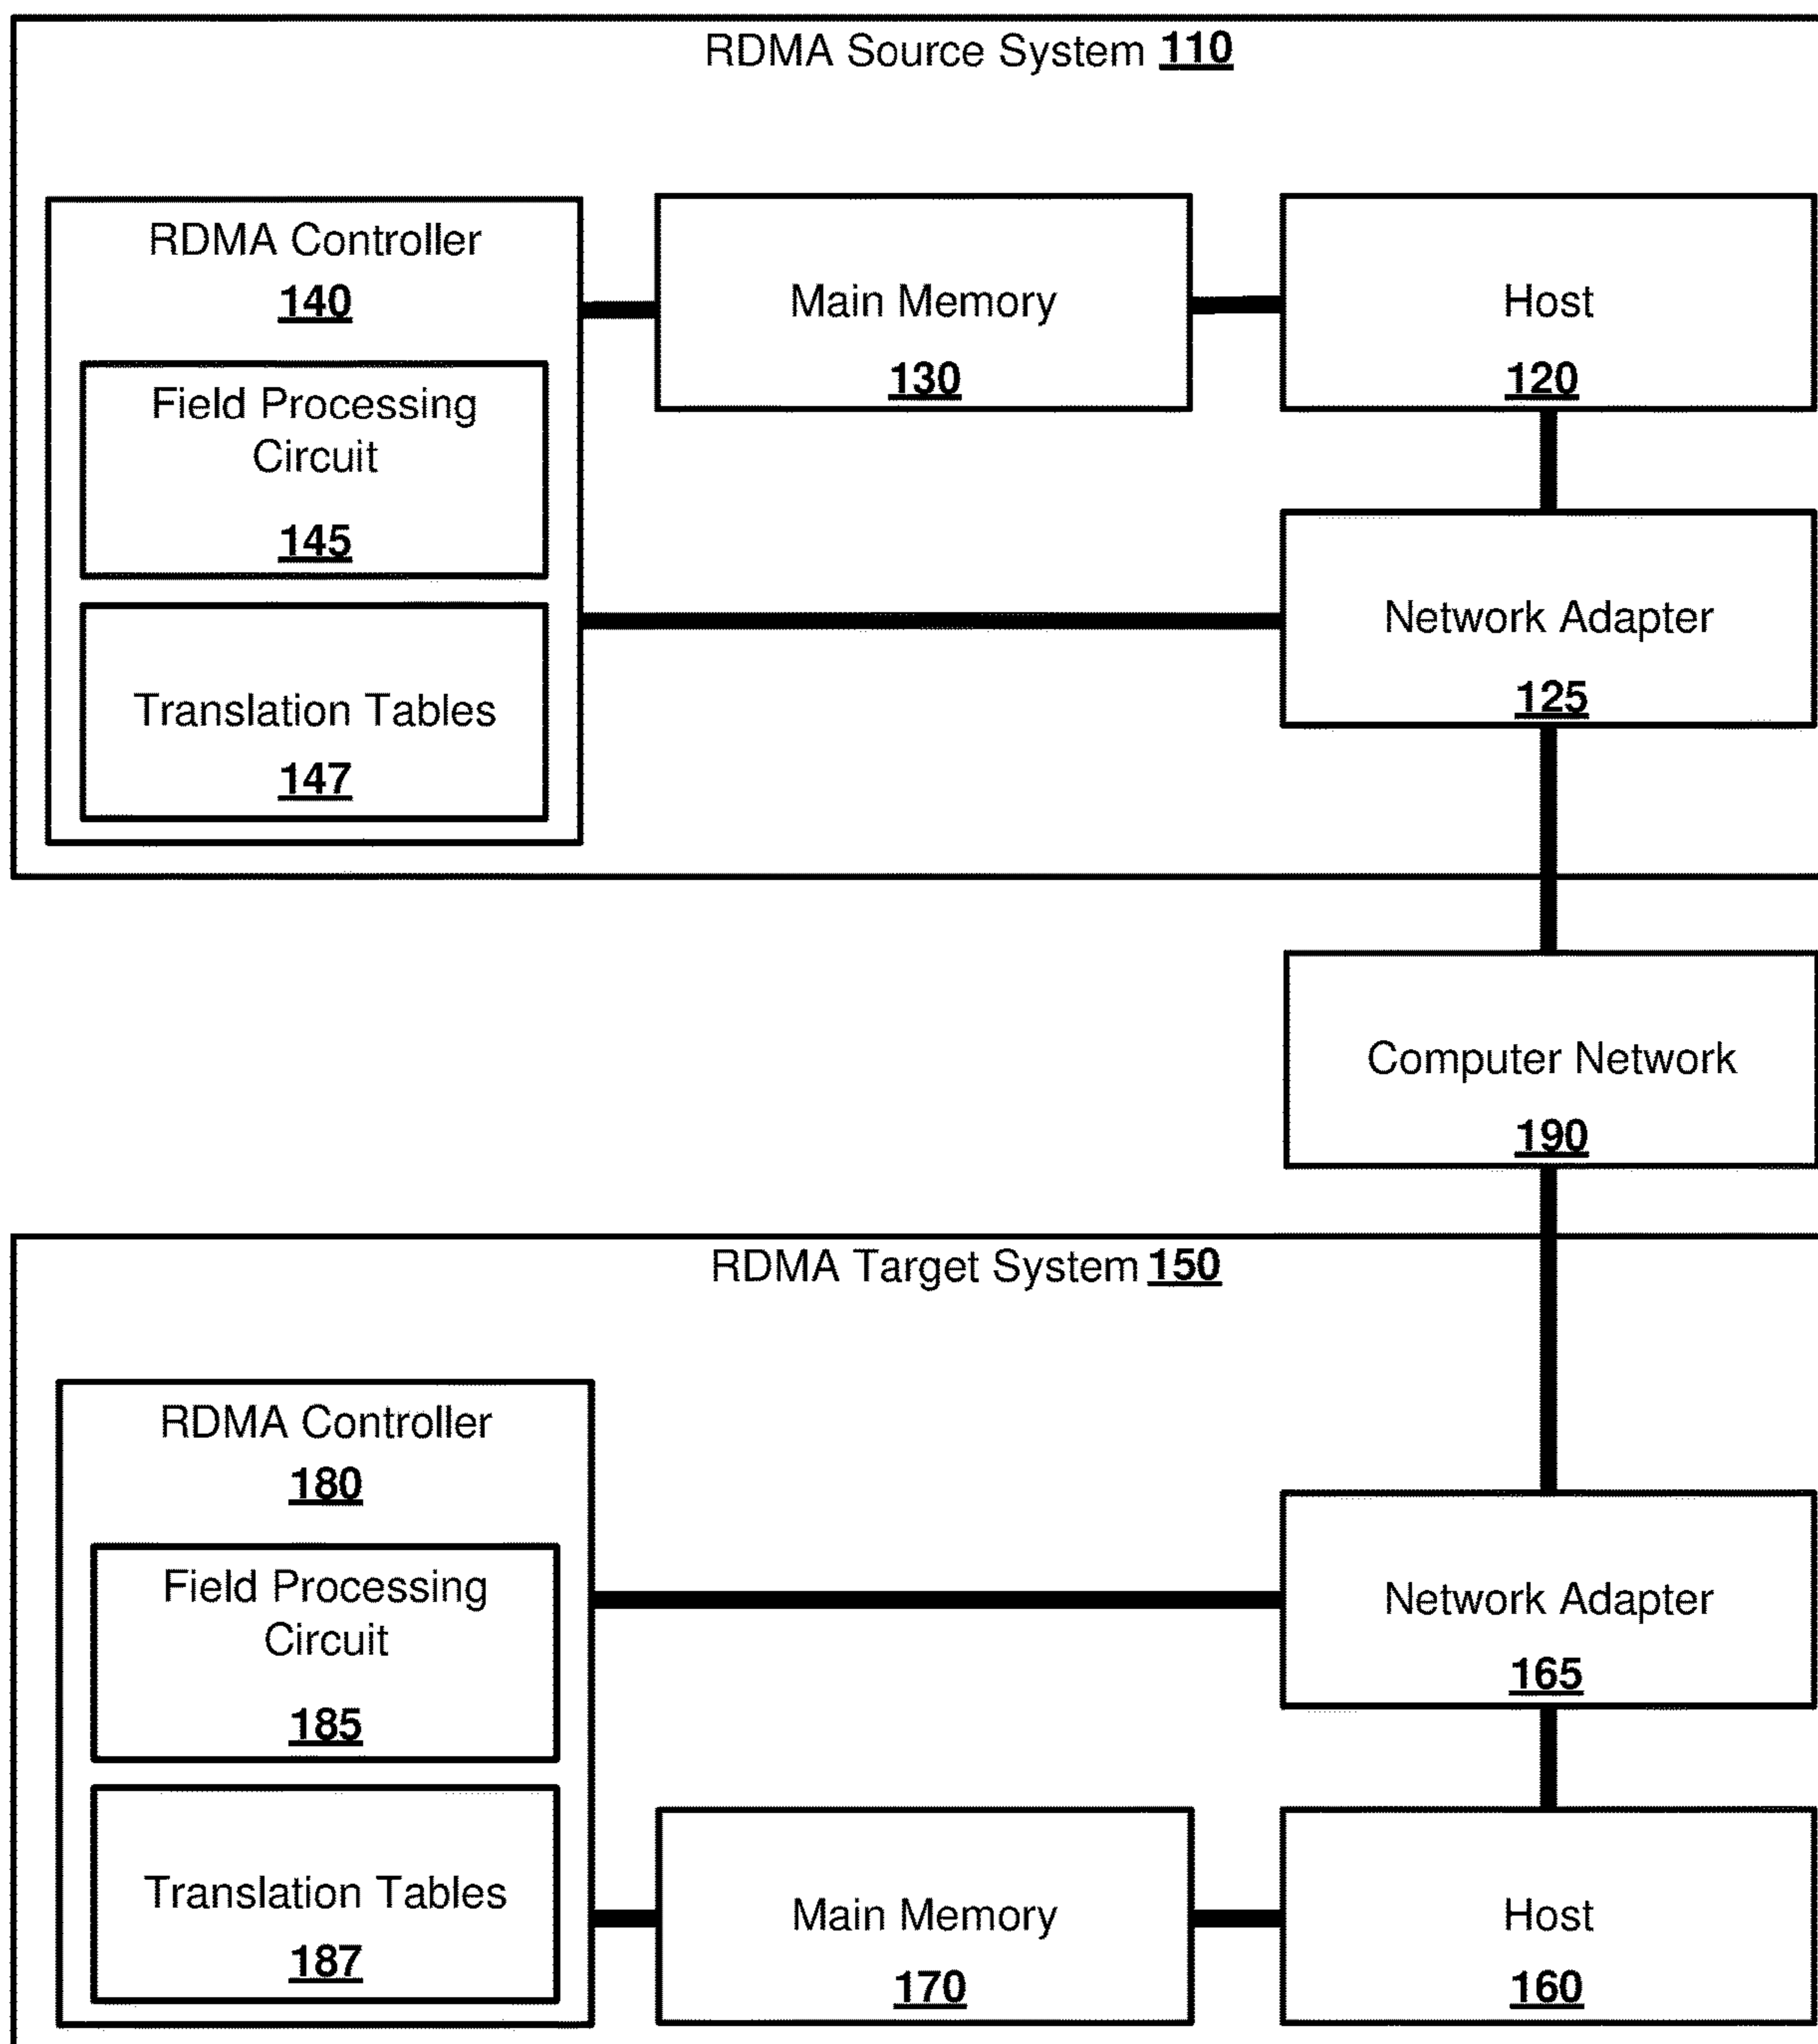 RDMA Source System 110
RDMA Controller
140
Field Processing
Circuit
145
Translation Tables
147
Main Memory
130
Host
120
Network Adapter
125
Computer Network
190
RDMA Target System 150
RDMA Controller
180
Field Processing
Circuit
185
Translation Tables
187
Network Adapter
165
Main Memory
170
Host
160